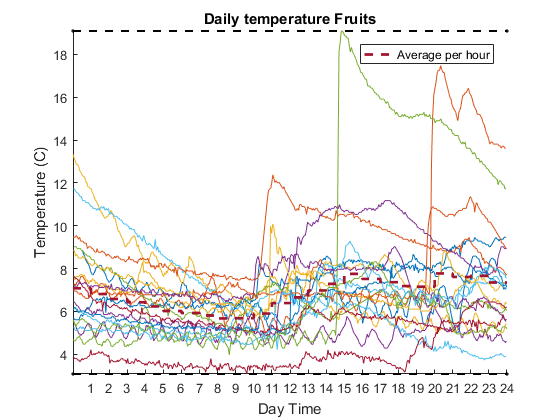 Daily temperature Fruits
Average per hour
Temperature (C)
18
16
14
12
10
8
6
4
1 2 3 4 5 6 7 8 9 10 11 12 13 14 15 16 17 18 19 20 21 22 23 24
Day Time